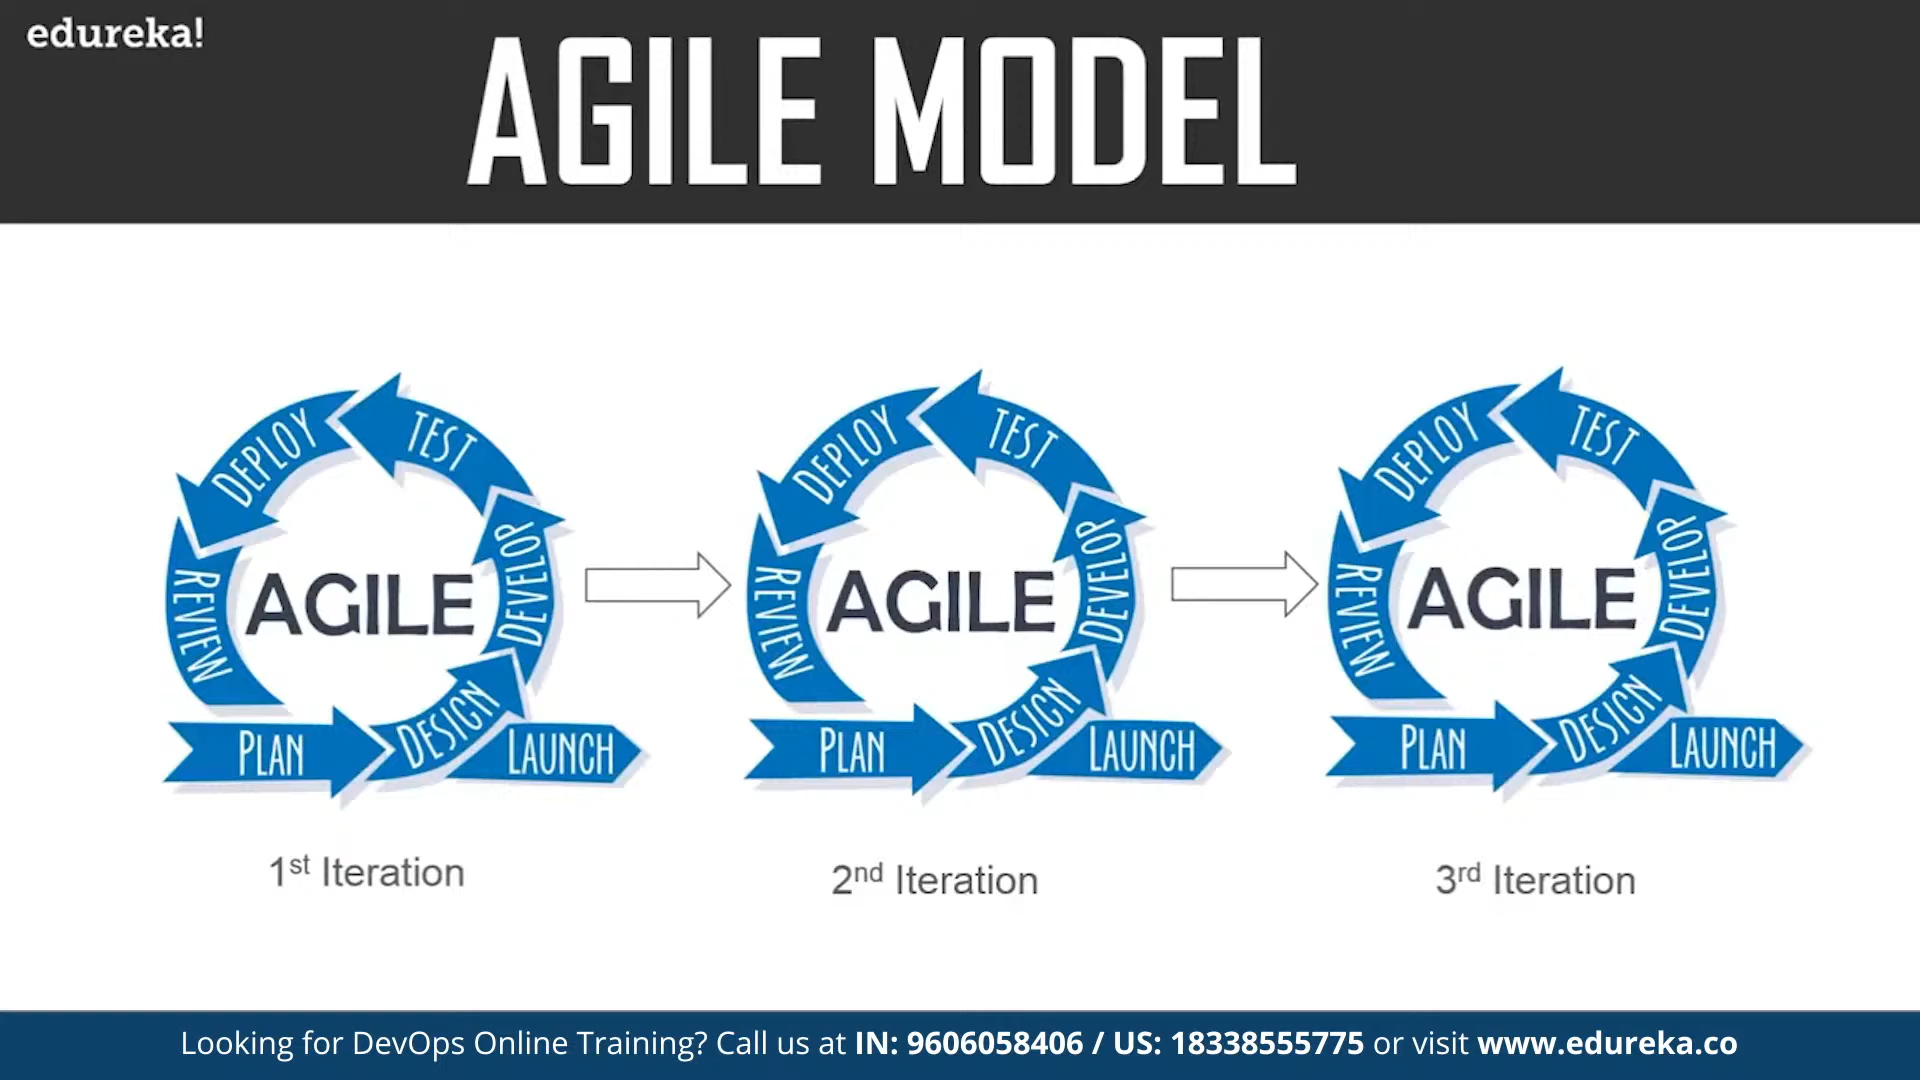 edureka!
AGILE MODEL
DEPLOY
TEST
REVIEW
AGILE
DEVELOP
PLAN
DESIGN
LAUNCH
1st Iteration
DEPLOY
TEST
REVIEW
AGILE
DEVELOP
PLAN
DESIGN
LAUNCH
2nd Iteration
DEPLOY
TEST
REVIEW
AGILE
DEVELOP
PLAN
DESIGN
LAUNCH
3rd Iteration
Looking for DevOps Online Training? Call us at IN: 9606058406 / US: 18338555775 or visit www.edureka.co